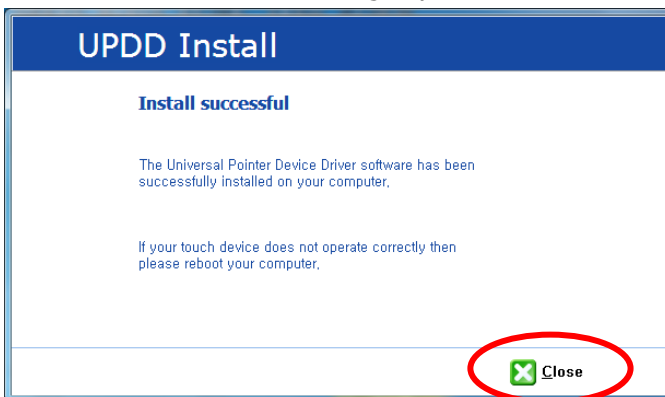 UPDD Install
Install successful
The Universal Pointer Device Driver software has been
successfully installed on your computer,
If your touch device does not operate correctly then
please reboot your computer,
Close